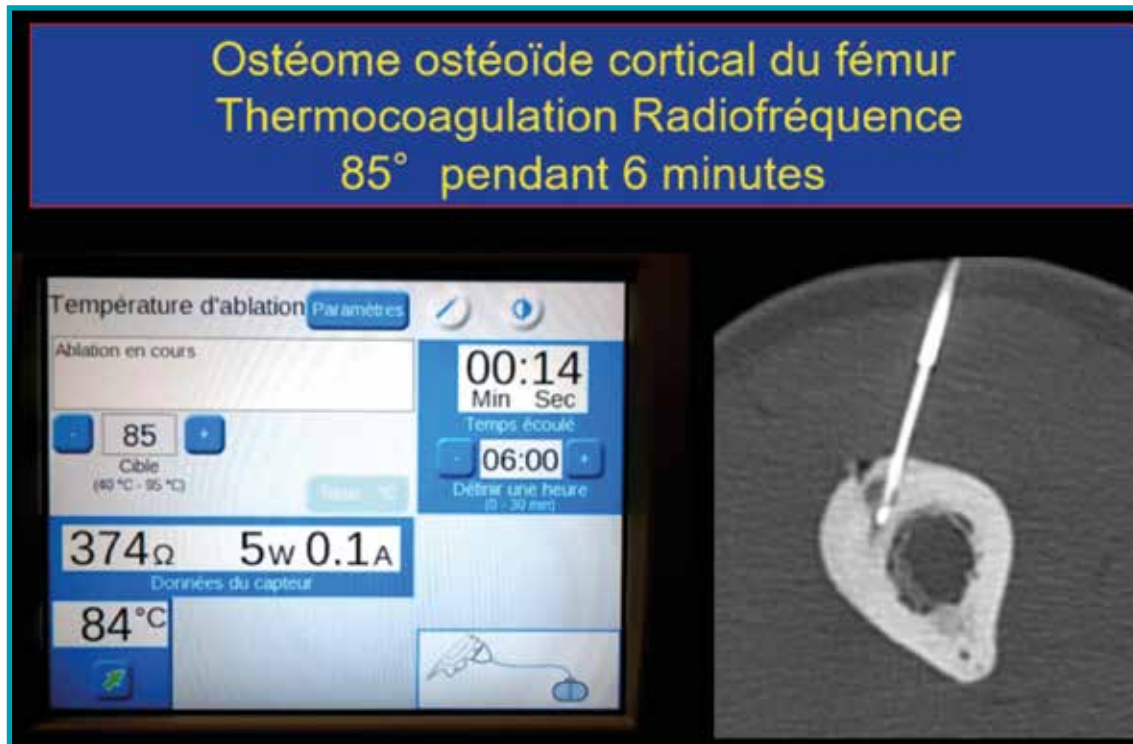 Ostéome ostéoïde cortical du fémur
Thermocoagulation Radiofréquence
85° pendant 6 minutes
Température d'ablation
Paramètres
Ablation en cours
- 85 +
Cible
(40 °C - 95 °C)
00:14
Min Sec
Temps écoulé
- 06:00 +
Définir une heure
(0 - 30 min)
374Ω 5W 0.1A
Données du capteur
84°C